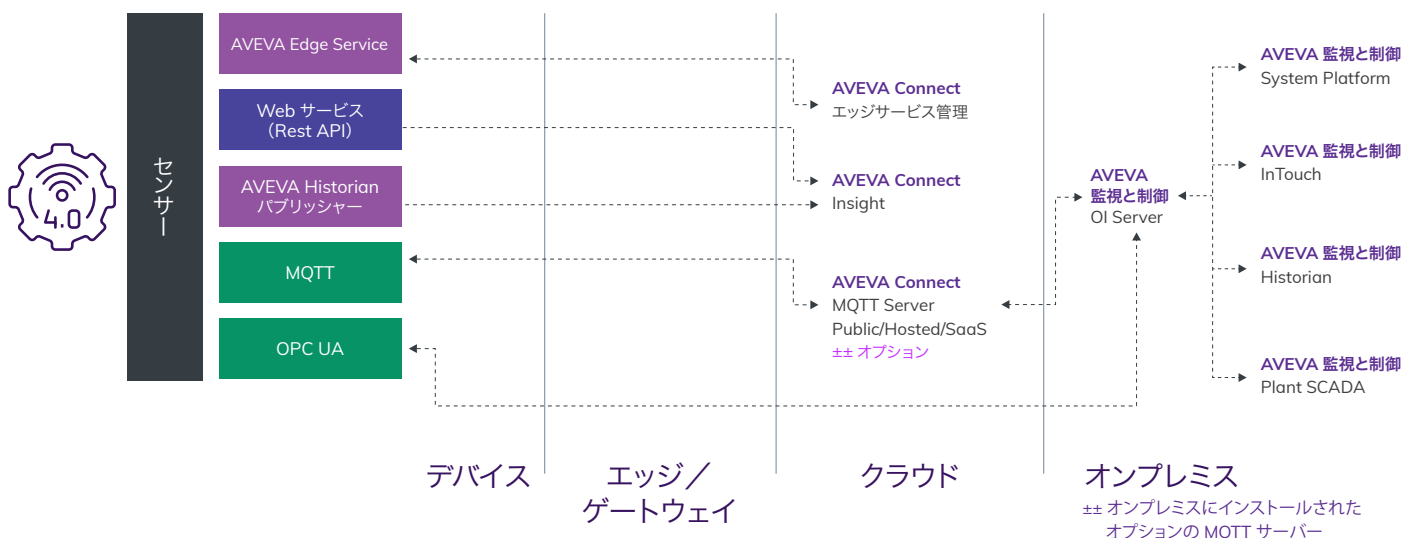 4.0
センサー
AVEVA Edge Service
Web サービス
（Rest API）
AVEVA Historian
パブリッシャー
MQTT
OPC UA
AVEVA Connect
エッジサービス管理
AVEVA Connect
Insight
AVEVA Connect
MQTT Server
Public/Hosted/SaaS
±± オプション
AVEVA
監視と制御
OI Server
AVEVA 監視と制御
System Platform
AVEVA 監視と制御
InTouch
AVEVA 監視と制御
Historian
AVEVA 監視と制御
Plant SCADA
デバイス
エッジ／
ゲートウェイ
クラウド
オンプレミス
±± オンプレミスにインストールされた
オプションの MQTT サーバー